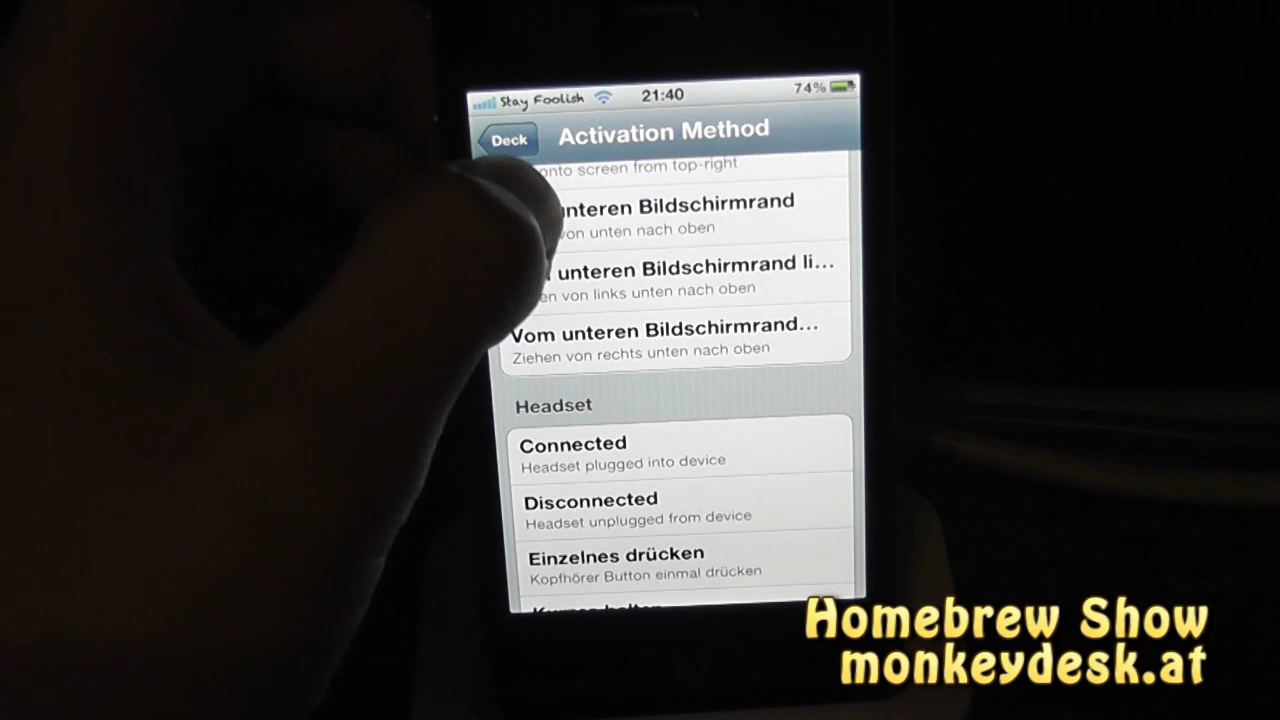 Stay Foolish 21:40 74%
Deck Activation Method
onto screen from top-right
unteren Bildschirmrand
von unten nach oben
unteren Bildschirmrand li...
en von links unten nach oben
Vom unteren Bildschirmrand...
Ziehen von rechts unten nach oben
Headset
Connected
Headset plugged into device
Disconnected
Headset unplugged from device
Einzelnes drücken
Kopfhörer Button einmal drücken
Homebrew Show
monkeydesk.at